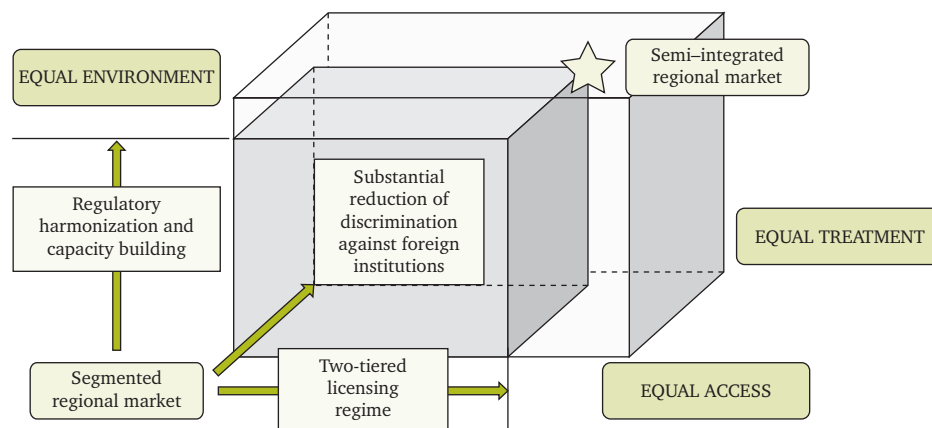 EQUAL ENVIRONMENT
Semi–integrated
regional market
Regulatory
harmonization and
capacity building
Substantial
reduction of
discrimination
against foreign
institutions
EQUAL TREATMENT
Segmented
regional market
Two-tiered
licensing
regime
EQUAL ACCESS